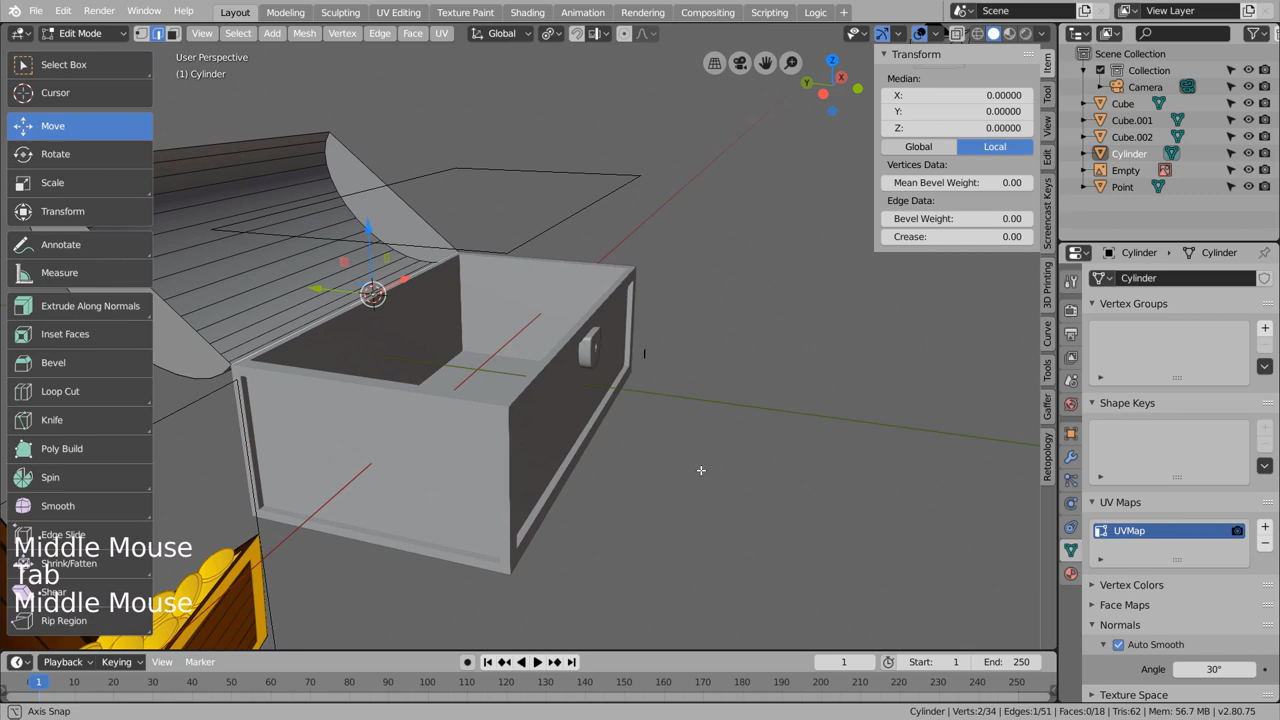 File Edit Render Window Help Layout Modeling Sculpting UV Editing Texture Paint Shading Animation Rendering Compositing Scripting Logic + Scene View Layer
Edit Mode View Select Add Mesh Vertex Edge Face UV Global
User Perspective
(1) Cylinder
Select Box
Cursor
Move
Rotate
Scale
Transform
Annotate
Measure
Extrude Along Normals
Inset Faces
Bevel
Loop Cut
Knife
Poly Build
Spin
Smooth
Edge Slide
Shrink/Fatten
Shear
Rip Region
Middle Mouse
Tab
Middle Mouse
Z
X
Y
Transform
Median:
X: 0.00000
Y: 0.00000
Z: 0.00000
Global Local
Vertices Data:
Mean Bevel Weight: 0.00
Edge Data:
Bevel Weight: 0.00
Crease: 0.00
Item
Tool
View
Edit
Screencast Keys
3D Printing
Curve
Tools
Gaffer
Retopology
Scene Collection
Collection
Camera
Cube
Cube.001
Cube.002
Cylinder
Empty
Point
Cylinder Cylinder
Cylinder
Vertex Groups
Shape Keys
UV Maps
UVMap
Vertex Colors
Face Maps
Normals
Auto Smooth
Angle 30°
Texture Space
Playback Keying View Marker 1 Start: 1 End: 250
1 10 20 30 40 50 60 70 80 90 100 110 120 130 140 150 160 170 180 190 200 210 220 230 240 250
Axis Snap
Cylinder | Verts:2/34 | Edges:1/51 | Faces:0/18 | Tris:62 | Mem: 56.7 MB | v2.80.75